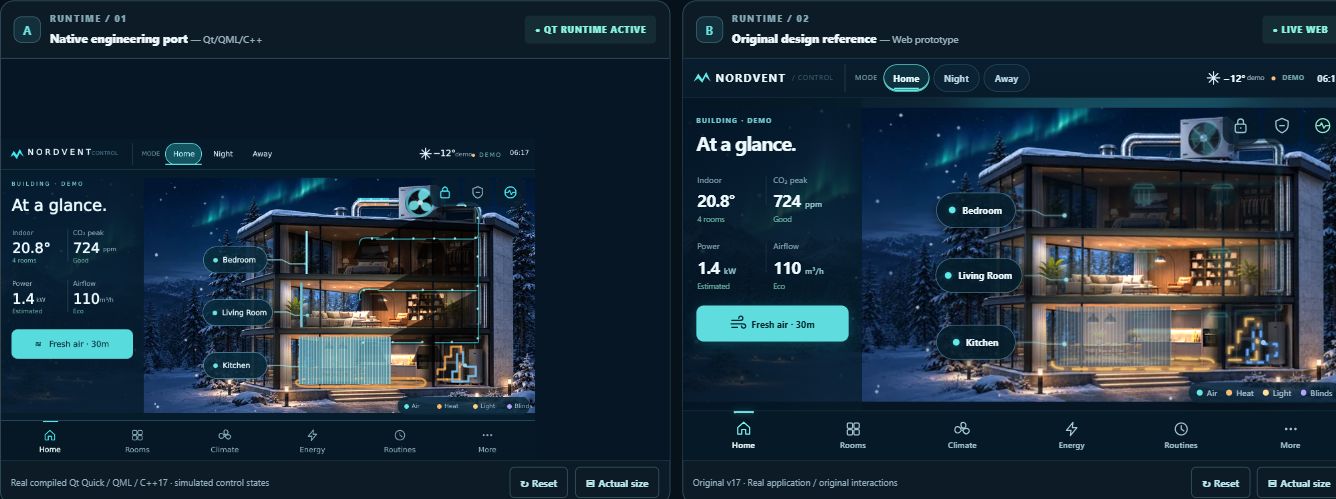 RUNTIME / 01
A
Native engineering port — Qt/QML/C++
• QT RUNTIME ACTIVE
NORDVENT CONTROL
MODE
Home
Night
Away
−12° demo
• DEMO
06:17
BUILDING · DEMO
At a glance.
Indoor
20.8°
4 rooms
CO₂ peak
724 ppm
Good
Power
1.4 kW
Estimated
Airflow
110 m³/h
Eco
Fresh air · 30m
Bedroom
Living Room
Kitchen
Air
Heat
Light
Blinds
Home
Rooms
Climate
Energy
Routines
More
Real compiled Qt Quick / QML / C++17 · simulated control states
↻ Reset
Actual size
RUNTIME / 02
B
Original design reference — Web prototype
• LIVE WEB
NORDVENT / CONTROL
MODE
Home
Night
Away
−12° demo
• DEMO
06:1
BUILDING · DEMO
At a glance.
Indoor
20.8°
4 rooms
CO₂ peak
724 ppm
Good
Power
1.4 kW
Estimated
Airflow
110 m³/h
Eco
Fresh air · 30m
Bedroom
Living Room
Kitchen
Air
Heat
Light
Blinds
Home
Rooms
Climate
Energy
Routines
More
Original v17 · Real application / original interactions
↻ Reset
Actual size